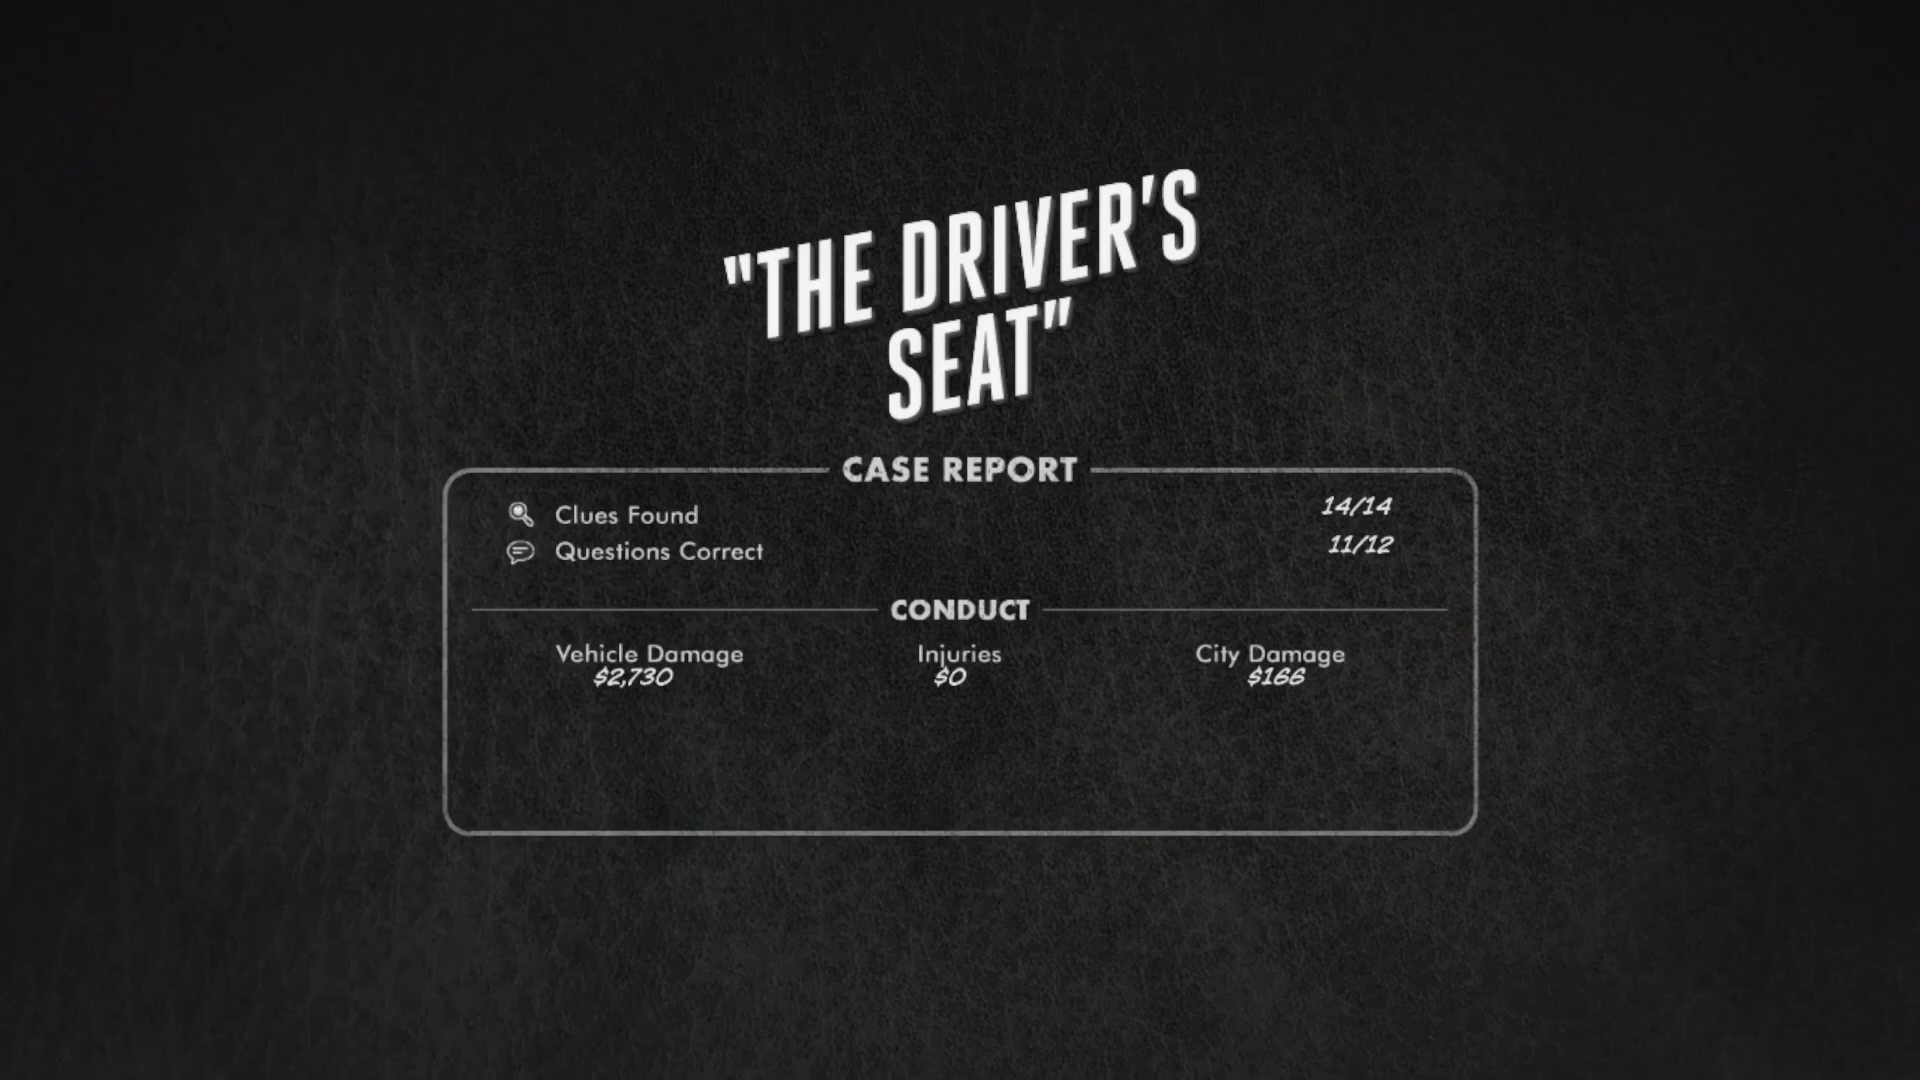 "THE DRIVER'S
SEAT"
CASE REPORT
Clues Found 14/14
Questions Correct 11/12
CONDUCT
Vehicle Damage Injuries City Damage
$2,730 $0 $166